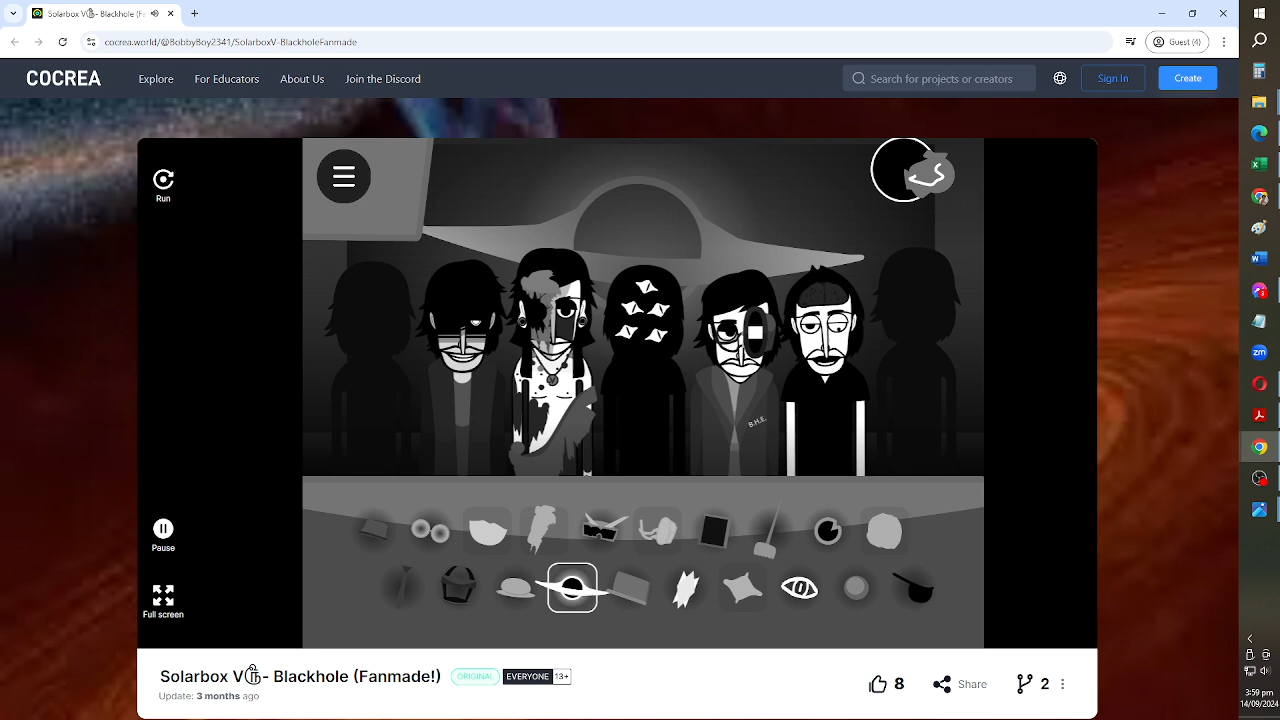 Solarbox V
- Blackhole (Fa
cocrea.world/@BobbyBoy2341/SolarboxV-BlackholeFanmade
Guest (4)
COCREA
Explore
For Educators
About Us
Join the Discord
Search for projects or creators
Sign In
Create
Run
B.H.E.
Pause
Full screen
Solarbox V
- Blackhole (Fanmade!)
ORIGINAL
EVERYONE 13+
Update: 3 months ago
8
Share
2
3:59 pm
14/09/2024